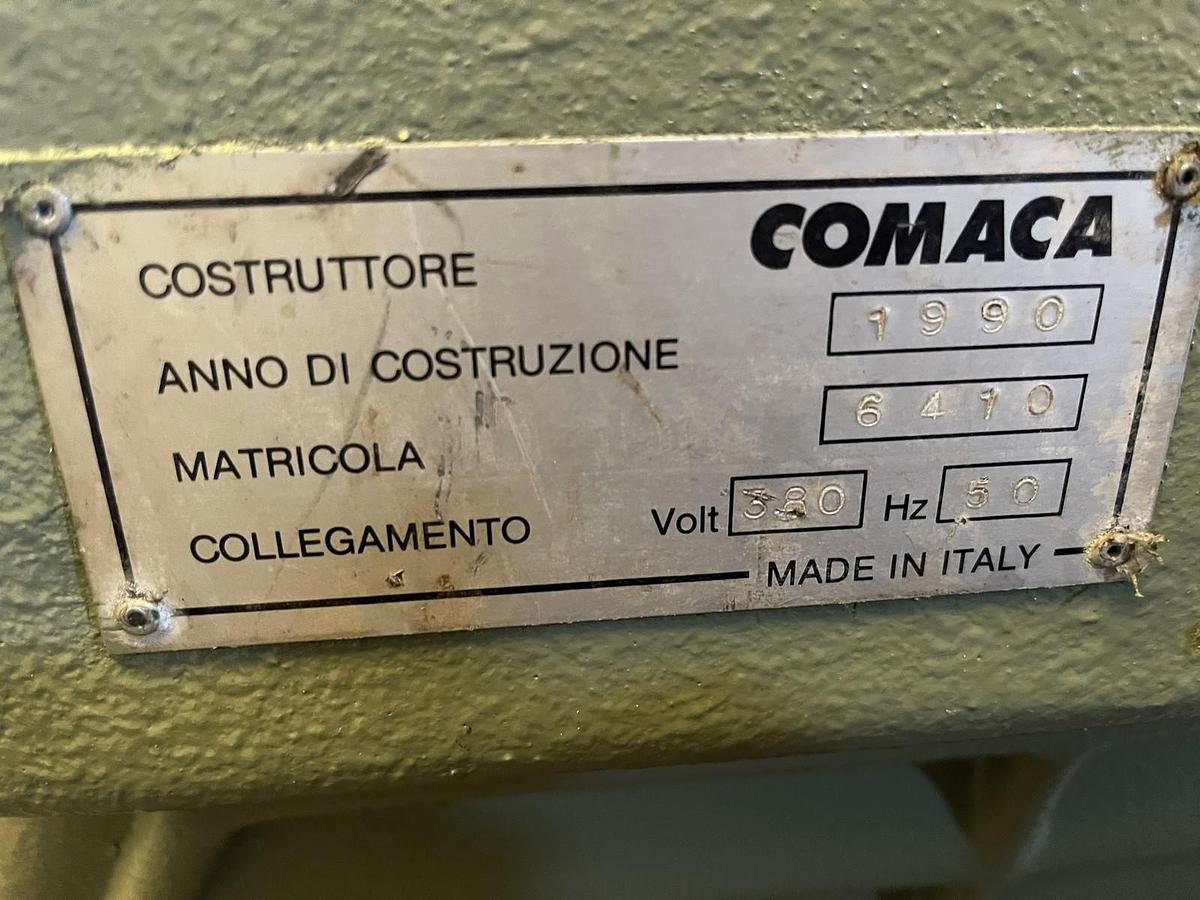 COSTRUTTORE COMACA
ANNO DI COSTRUZIONE 1990
MATRICOLA 6410
COLLEGAMENTO Volt 380 Hz 50
MADE IN ITALY